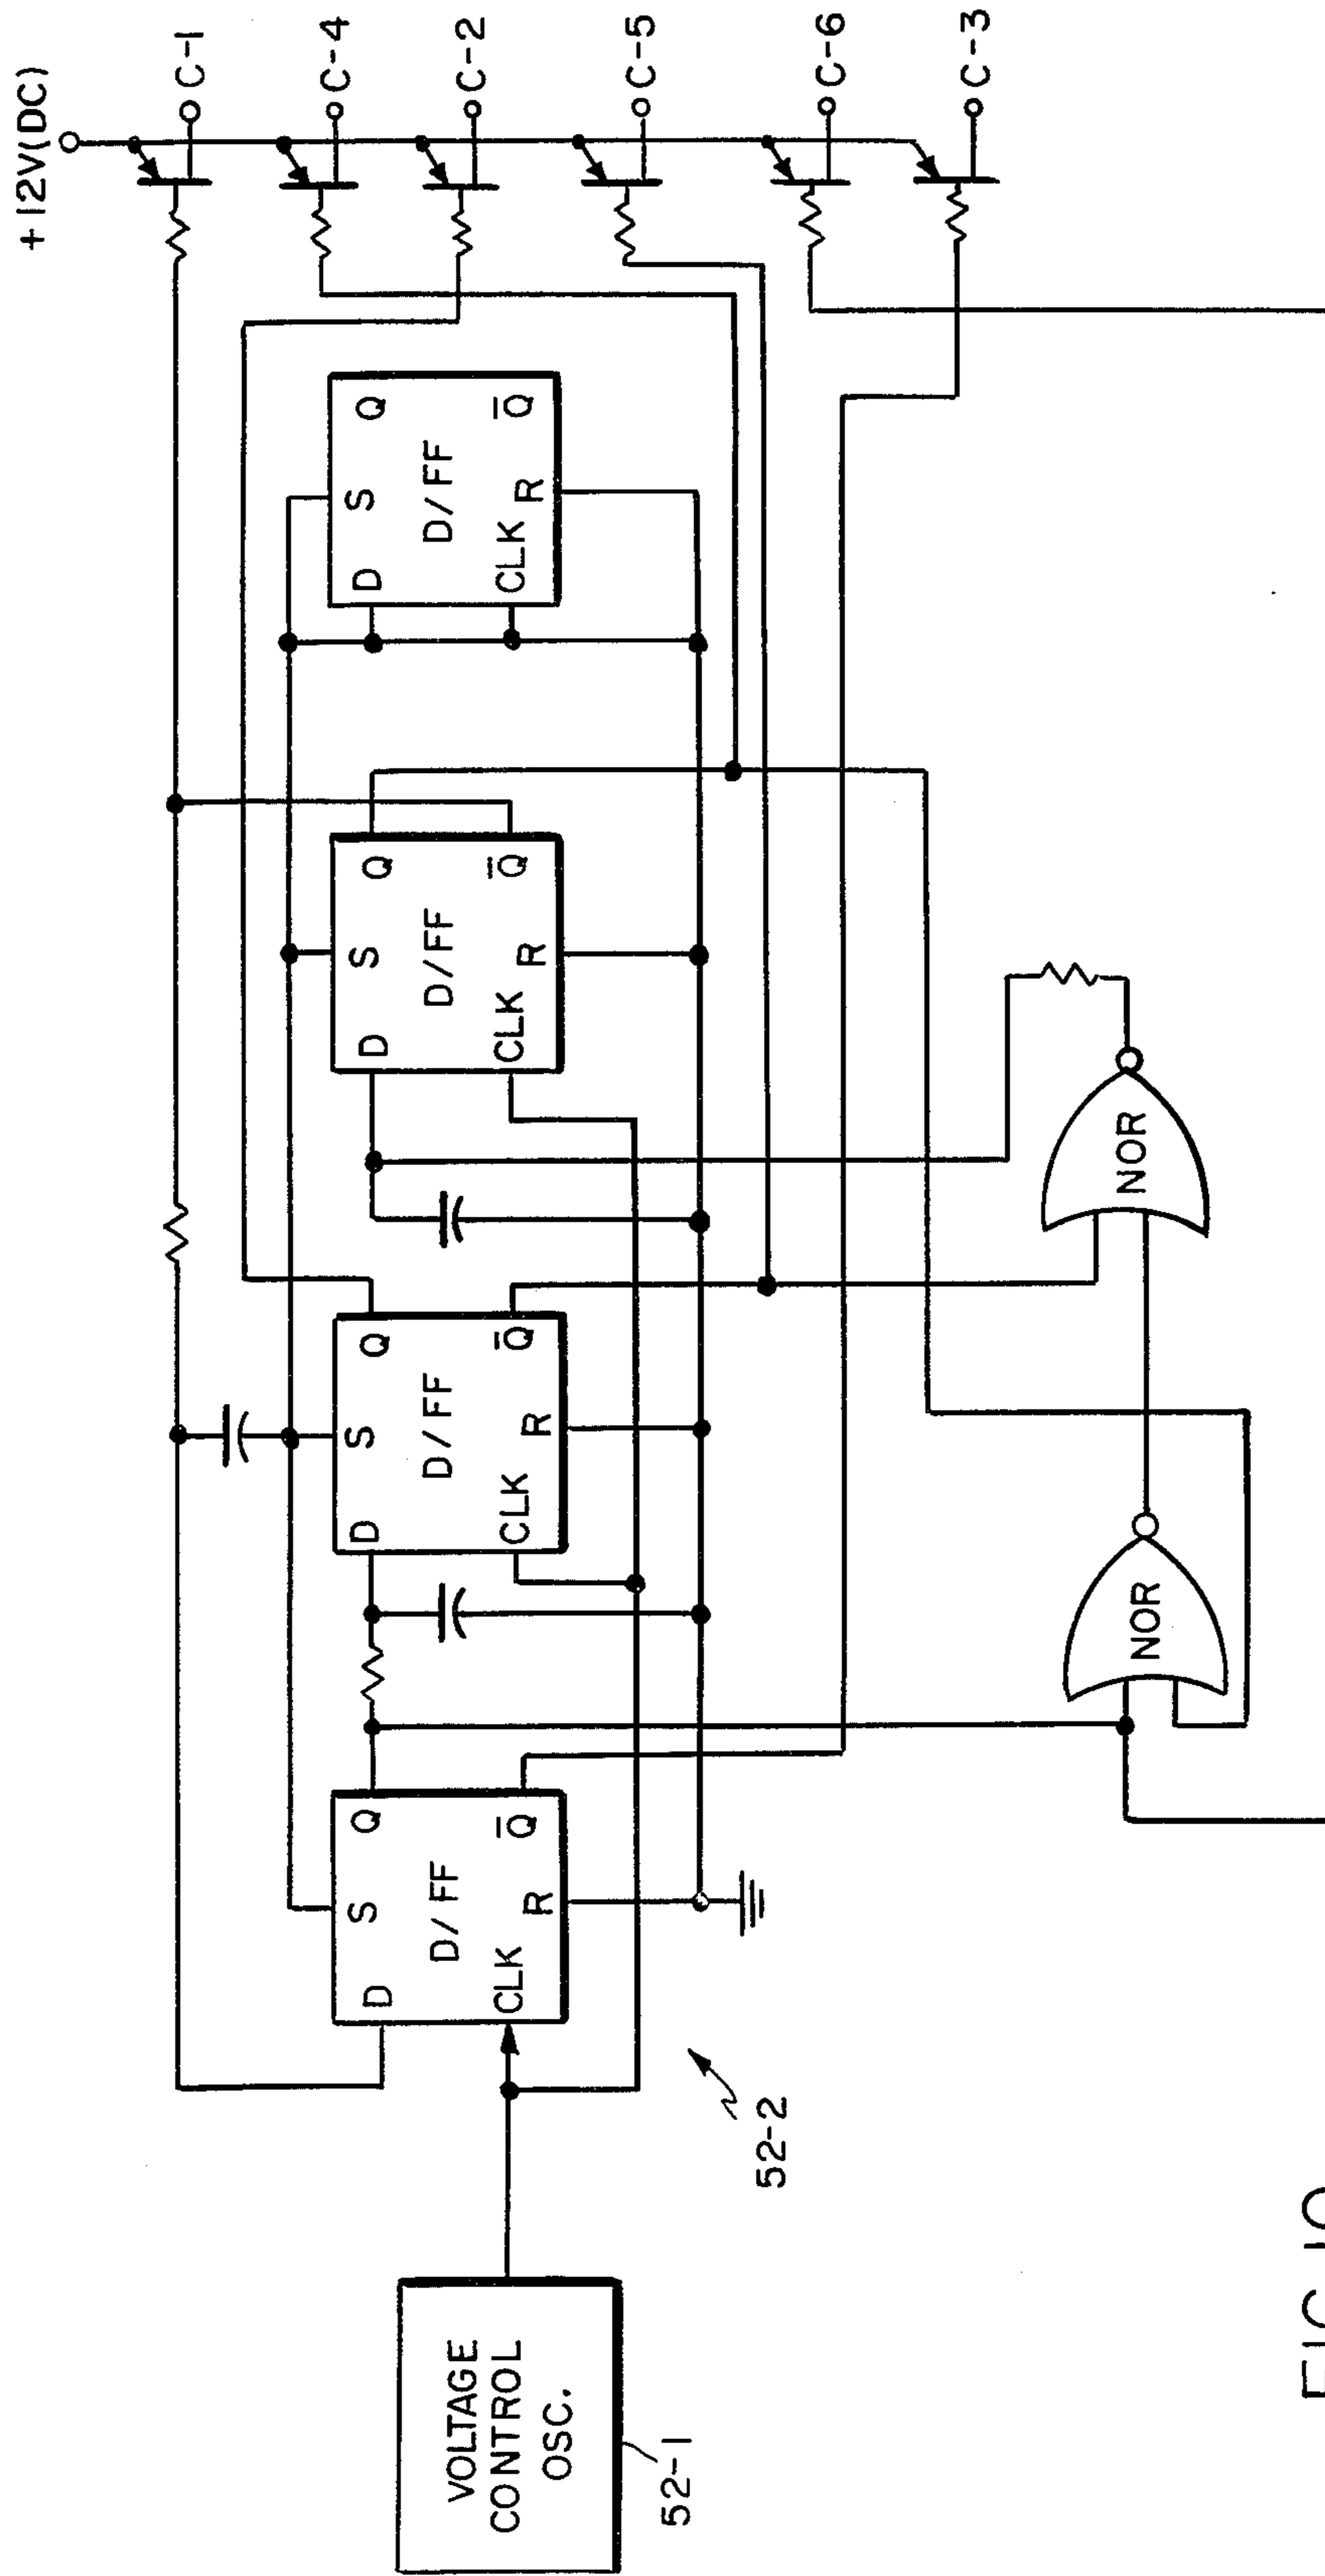 +12V(DC)
C-1
C-4
C-2
C-5
C-6
C-3
D S Q
D/FF
CLK R Q̅
D S Q
D/FF
CLK R Q̅
D S Q
D/FF
CLK R Q̅
D S Q
D/FF
CLK R Q̅
VOLTAGE
CONTROL
OSC.
52-1
52-2
NOR
NOR